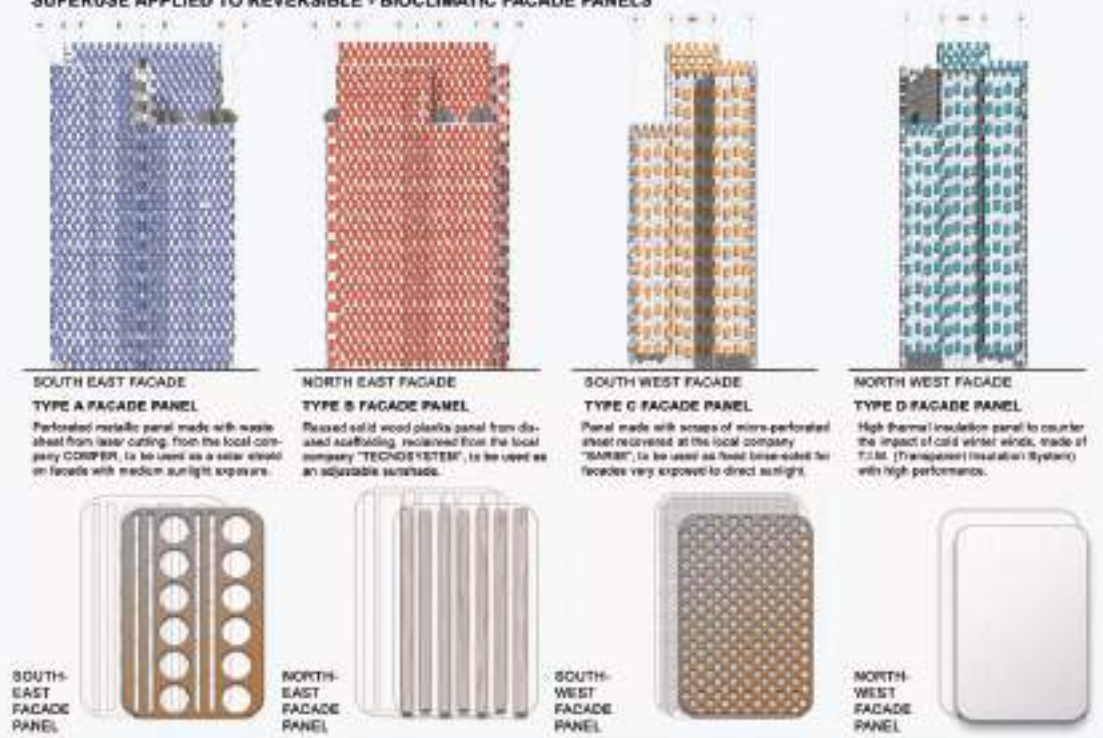 SUPERUSE APPLIED TO REVERSIBLE - BIOCLIMATIC FACADE PANELS
SOUTH EAST FACADE
TYPE A FACADE PANEL
Perforated metallic panel made with waste
sheet from laser cutting, from the local com-
pany COMFER, to be used as a solar shield
on facade with medium sunlight exposure.
NORTH EAST FACADE
TYPE B FACADE PANEL
Reused solid wood planks panel from dis-
used scaffolding, reclaimed from the local
company "TECNOSYSTEM", to be used as
an adjustable sunshade.
SOUTH WEST FACADE
TYPE C FACADE PANEL
Panel made with scraps of micro-perforated
sheet recovered at the local company
to be used as fixed brise-soleil for
facades very exposed to direct sunlight.
NORTH WEST FACADE
TYPE D FACADE PANEL
High thermal insulation panel to counter
the impact of cold winter winds, made of
T.I.M. (Transparent Insulation System)
with high performance.
SOUTH-
EAST
FACADE
PANEL
NORTH-
EAST
FACADE
PANEL
SOUTH-
WEST
FACADE
PANEL
NORTH-
WEST
FACADE
PANEL